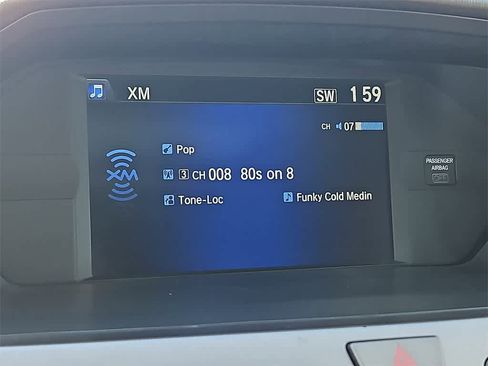 XM SW 1 59
CH 07
Pop
XM 3 CH 008 80s on 8
Tone-Loc Funky Cold Medin
PASSENGER
AIRBAG
OFF